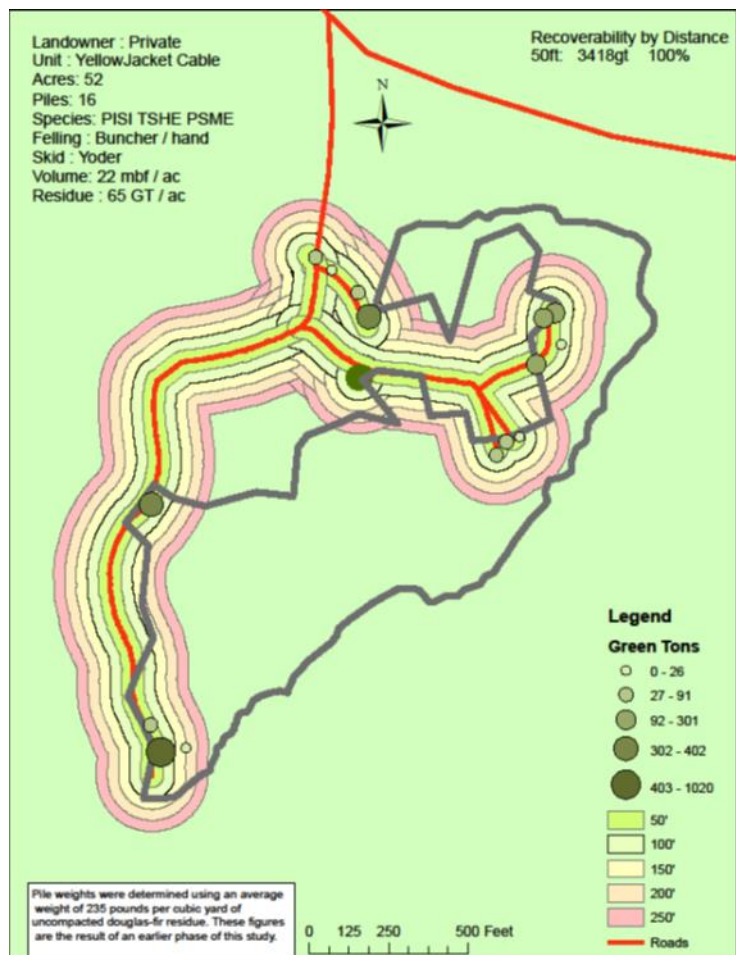 Landowner : Private
Unit : YellowJacket Cable
Acres: 52
Piles: 16
Species: PISI TSHE PSME
Felling : Buncher / hand
Skid : Yoder
Volume: 22 mbf / ac
Residue : 65 GT / ac
Recoverability by Distance
50ft: 3418gt 100%
N
Legend
Green Tons
0 - 26
27 - 91
92 - 301
302 - 402
403 - 1020
50'
100'
150'
200'
250'
Roads
Pile weights were determined using an average
weight of 235 pounds per cubic yard of
uncompacted douglas-fir residue. These figures
are the result of an earlier phase of this study.
0 125 250 500 Feet